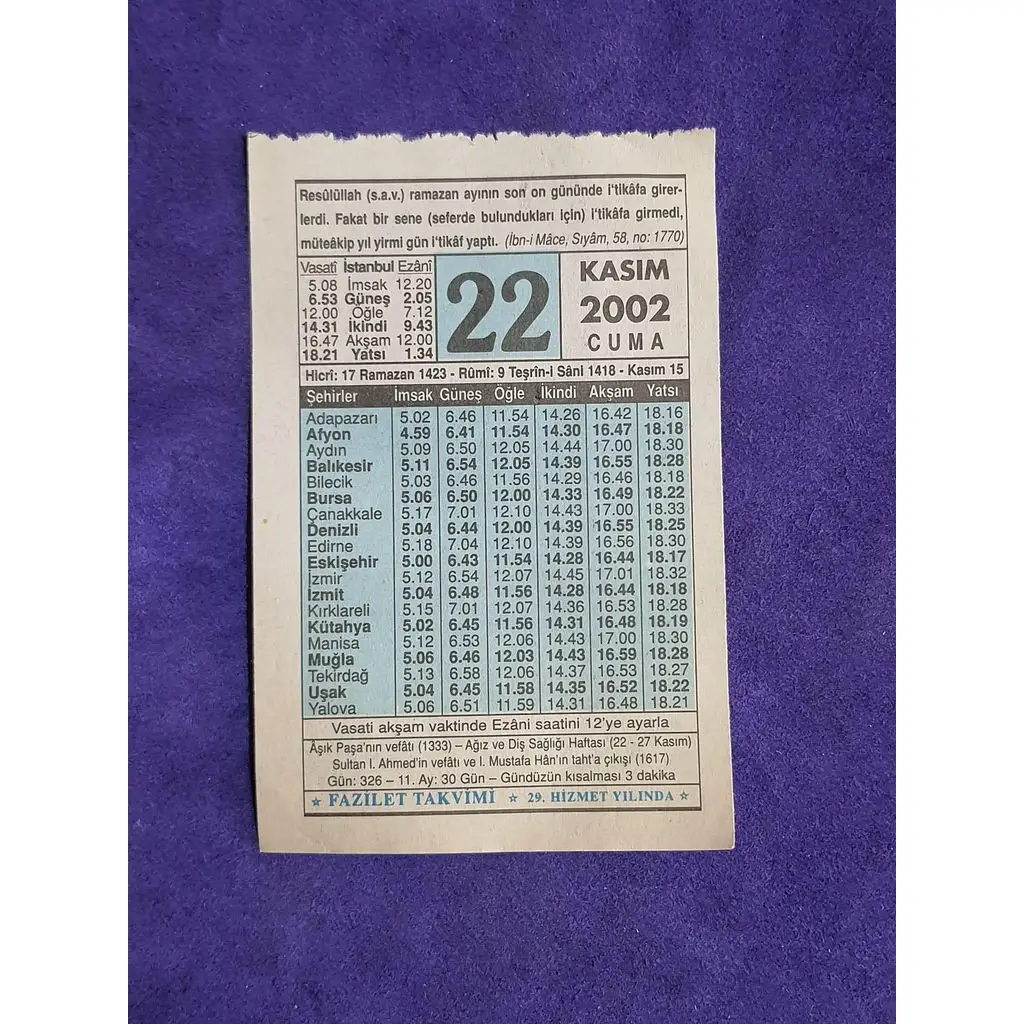 Resûlüllah (s.a.v.) ramazan ayının son on gününde i'tikâfa girer-
lerdi. Fakat bir sene (seferde bulundukları için) i'tikâfa girmedi,
müteâkip yıl yirmi gün i'tikâf yaptı. (İbn-i Mâce, Sıyâm, 58, no: 1770)
Vasatî İstanbul Ezânî
5.08 İmsak 12.20
6.53 Güneş 2.05
12.00 Öğle 7.12
14.31 İkindi 9.43
16.47 Akşam 12.00
18.21 Yatsı 1.34
22
KASIM
2002
CUMA
Hicrî: 17 Ramazan 1423 - Rûmî: 9 Teşrîn-i Sâni 1418 - Kasım 15
Şehirler İmsak Güneş Öğle İkindi Akşam Yatsı
Adapazarı 5.02 6.46 11.54 14.26 16.42 18.16
Afyon 4.59 6.41 11.54 14.30 16.47 18.18
Aydın 5.09 6.50 12.05 14.44 17.00 18.30
Balıkesir 5.11 6.54 12.05 14.39 16.55 18.28
Bilecik 5.03 6.46 11.56 14.29 16.46 18.18
Bursa 5.06 6.50 12.00 14.33 16.49 18.22
Çanakkale 5.17 7.01 12.10 14.43 17.00 18.33
Denizli 5.04 6.44 12.00 14.39 16.55 18.25
Edirne 5.18 7.04 12.10 14.39 16.56 18.30
Eskişehir 5.00 6.43 11.54 14.28 16.44 18.17
İzmir 5.12 6.54 12.07 14.45 17.01 18.32
İzmit 5.04 6.48 11.56 14.28 16.44 18.18
Kırklareli 5.15 7.01 12.07 14.36 16.53 18.28
Kütahya 5.02 6.45 11.56 14.31 16.48 18.19
Manisa 5.12 6.53 12.06 14.43 17.00 18.30
Muğla 5.06 6.46 12.03 14.43 16.59 18.28
Tekirdağ 5.13 6.58 12.06 14.37 16.53 18.27
Uşak 5.04 6.45 11.58 14.35 16.52 18.22
Yalova 5.06 6.51 11.59 14.31 16.48 18.21
Vasati akşam vaktinde Ezâni saatini 12'ye ayarla
Âşık Paşa'nın vefâtı (1333) – Ağız ve Diş Sağlığı Haftası (22 - 27 Kasım)
Sultan I. Ahmed'in vefâtı ve I. Mustafa Hân'ın taht'a çıkışı (1617)
Gün: 326 – 11. Ay: 30 Gün – Gündüzün kısalması 3 dakika
☆ FAZİLET TAKVİMİ ☆ 29. HİZMET YILINDA ☆